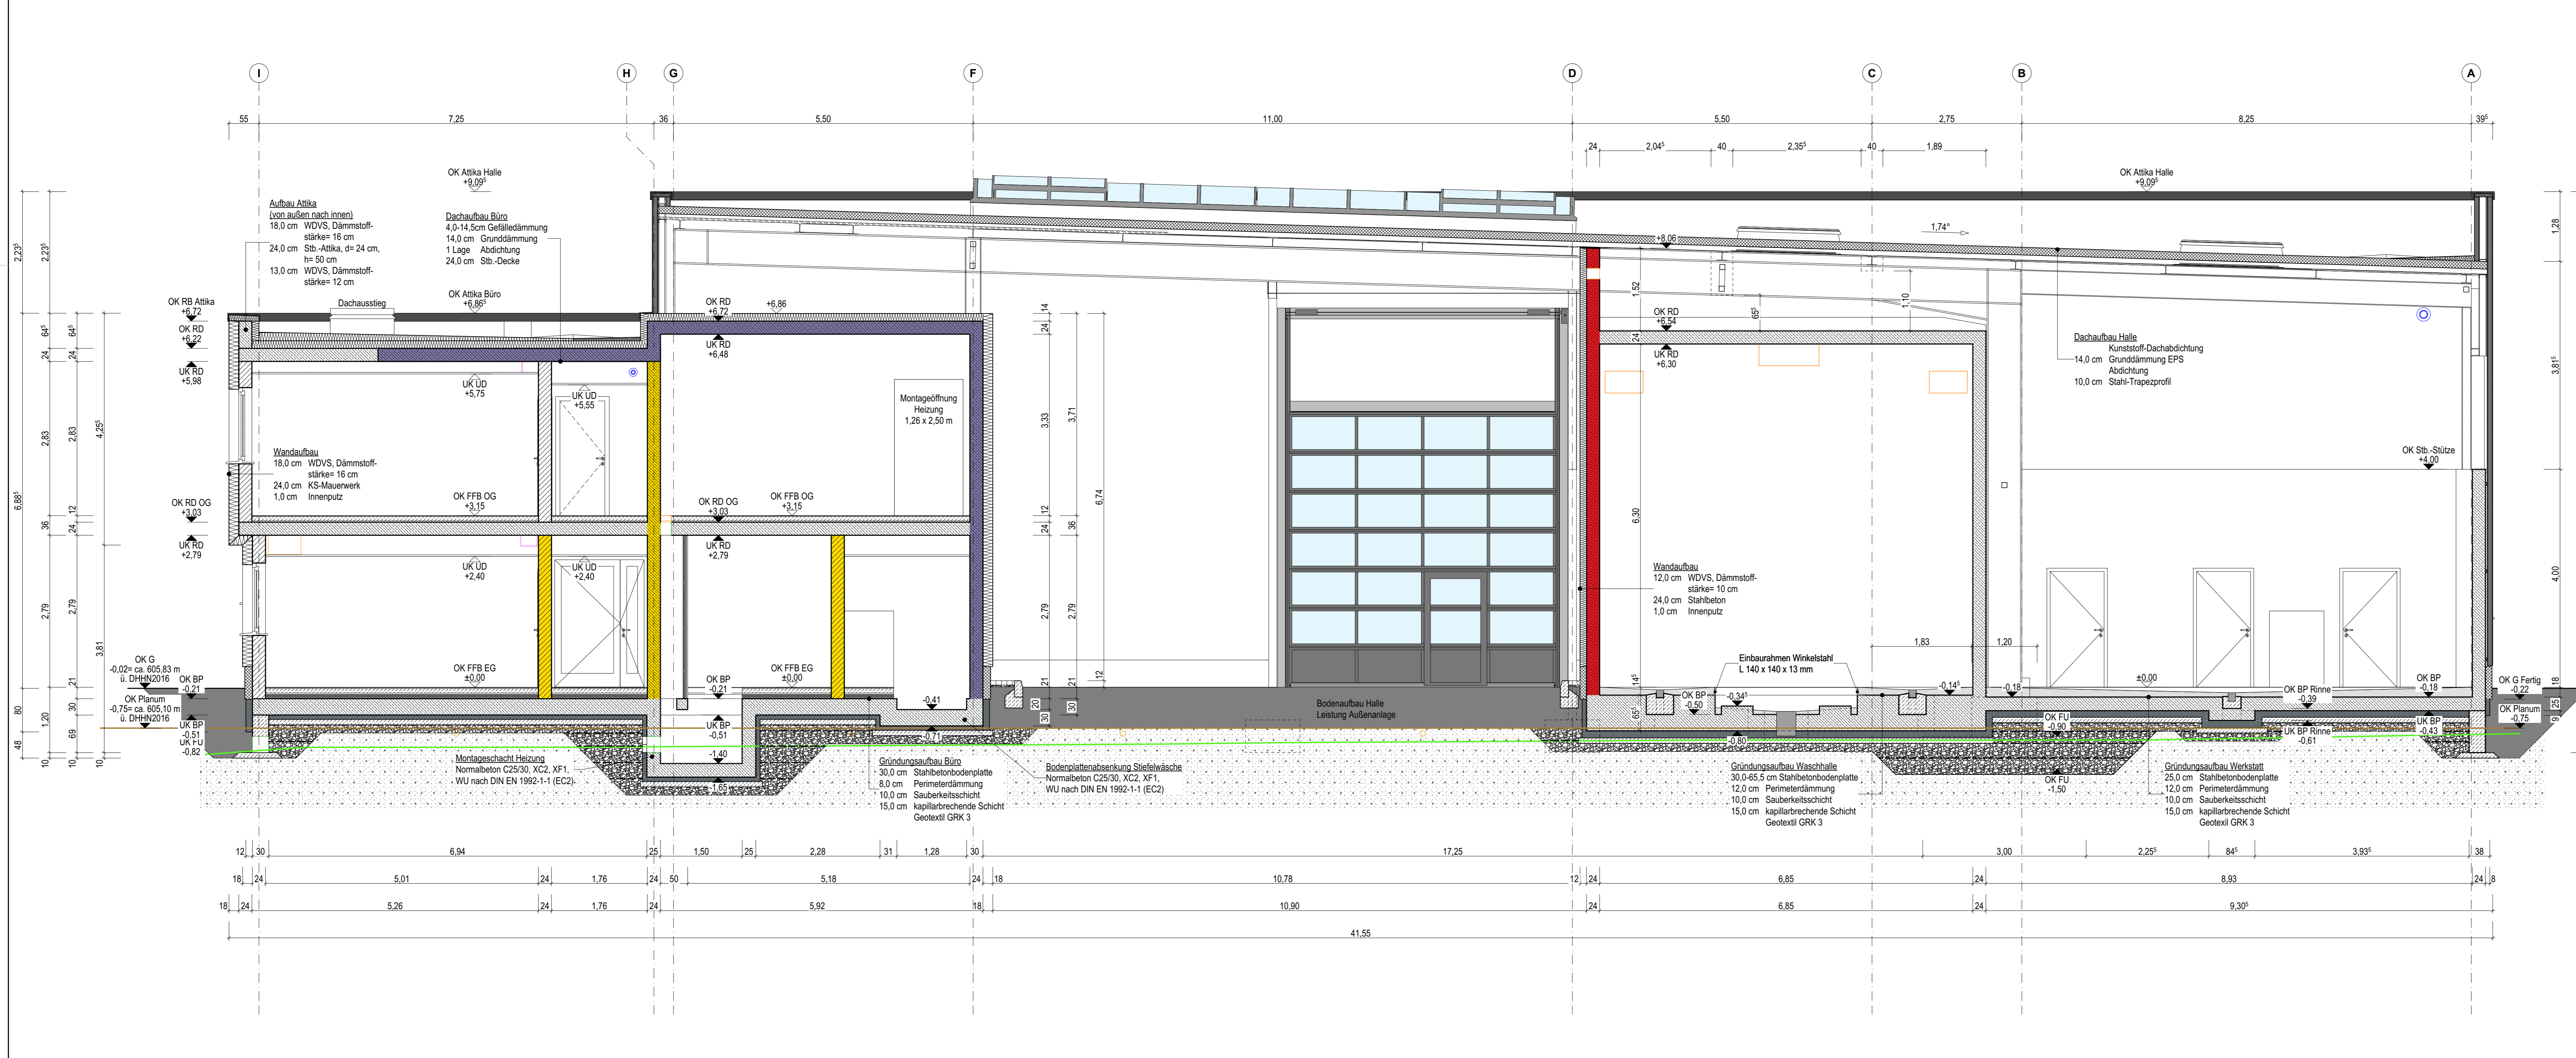 I
H
G
F
D
C
B
A
55
7,25
36
5,50
11,00
5,50
2,75
8,25
39⁵
24
2,04⁵
40
2,35⁵
40
1,89
OK Attika Halle
+9,09⁵
OK Attika Halle
+9,09⁵
Aufbau Attika
(von außen nach innen)
18,0 cm WDVS, Dämmstoff-
stärke= 16 cm
24,0 cm Stb.-Attika, d= 24 cm,
h= 50 cm
13,0 cm WDVS, Dämmstoff-
stärke= 12 cm
Dachaufbau Büro
4,0-14,5cm Gefälledämmung
14,0 cm Grunddämmung
1 Lage Abdichtung
24,0 cm Stb.-Decke
1,74°
+8,06
2,23⁵
2,23⁵
1,28
OK RB Attika
+6,72
OK RD
+6,22
UK RD
+5,98
Dachausstieg
OK Attika Büro
+6,86⁵
OK RD
+6,72
+6,86
UK RD
+6,48
14
24
1,52
65⁵
1,10
OK RD
+6,54
24
UK RD
+6,30
64⁵
64⁵
24
24
UK UD
+5,75
UK UD
+5,55
Dachaufbau Halle
Kunststoff-Dachabdichtung
14,0 cm Grunddämmung EPS
Abdichtung
10,0 cm Stahl-Trapezprofil
3,81⁵
Montageöffnung
Heizung
1,26 x 2,50 m
2,83
2,83
4,25⁵
3,33
3,71
Wandaufbau
18,0 cm WDVS, Dämmstoff-
stärke= 16 cm
24,0 cm KS-Mauerwerk
1,0 cm Innenputz
OK Stb.-Stütze
+4,00
6,88⁵
OK RD OG
+3,03
OK FFB OG
+3,15
OK RD OG
+3,03
OK FFB OG
+3,15
6,74
6,30
12
24
36
12
24
36
UK RD
+2,79
UK RD
+2,79
UK UD
+2,40
UK UD
+2,40
Wandaufbau
12,0 cm WDVS, Dämmstoff-
stärke= 10 cm
24,0 cm Stahlbeton
1,0 cm Innenputz
4,00
2,79
2,79
3,81
2,79
2,79
1,83
1,20
Einbaurahmen Winkelstahl
L 140 x 140 x 13 mm
OK G
-0,02= ca. 605,83 m
ü. DHHN2016
OK BP
-0,21
OK FFB EG
±0,00
OK BP
-0,21
OK FFB EG
±0,00
±0,00
21
21
21
12
14⁵
OK Planum
-0,75= ca. 605,10 m
ü. DHHN2016
UK BP
-0,51
UK FU
-0,82
-0,41
20
30
30
-0,71
Bodenaufbau Halle
Leistung Außenanlage
65⁵
OK BP
-0,50
-0,34⁵
-0,14⁵
-0,18
-0,80
OK FU
-0,90
OK BP Rinne
-0,39
UK BP Rinne
-0,61
OK BP
-0,18
UK BP
-0,43
OK G Fertig
-0,22
OK Planum
-0,75
18
25
80
1,20
30
69
48
10
10
10
UK BP
-0,51
-1,40
-1,65
OK FU
-1,50
Montageschacht Heizung
Normalbeton C25/30, XC2, XF1,
WU nach DIN EN 1992-1-1 (EC2)
Gründungsaufbau Büro
30,0 cm Stahlbetonbodenplatte
8,0 cm Perimeterdämmung
10,0 cm Sauberkeitsschicht
15,0 cm kapillarbrechende Schicht
Geotextil GRK 3
Bodenplattenabsenkung Stiefelwäsche
Normalbeton C25/30, XC2, XF1,
WU nach DIN EN 1992-1-1 (EC2)
Gründungsaufbau Waschhalle
30,0-65,5 cm Stahlbetonbodenplatte
12,0 cm Perimeterdämmung
10,0 cm Sauberkeitsschicht
15,0 cm kapillarbrechende Schicht
Geotextil GRK 3
Gründungsaufbau Werkstatt
25,0 cm Stahlbetonbodenplatte
12,0 cm Perimeterdämmung
10,0 cm Sauberkeitsschicht
15,0 cm kapillarbrechende Schicht
Geotexil GRK 3
12
30
6,94
25
1,50
25
2,28
31
1,28
30
17,25
3,00
2,25⁵
84⁵
3,93⁵
38
18
24
5,01
24
1,76
24
50
5,18
24
18
10,78
12
24
6,85
24
8,93
24
8
18
24
5,26
24
1,76
24
5,92
18
10,90
24
6,85
24
9,30⁵
41,55